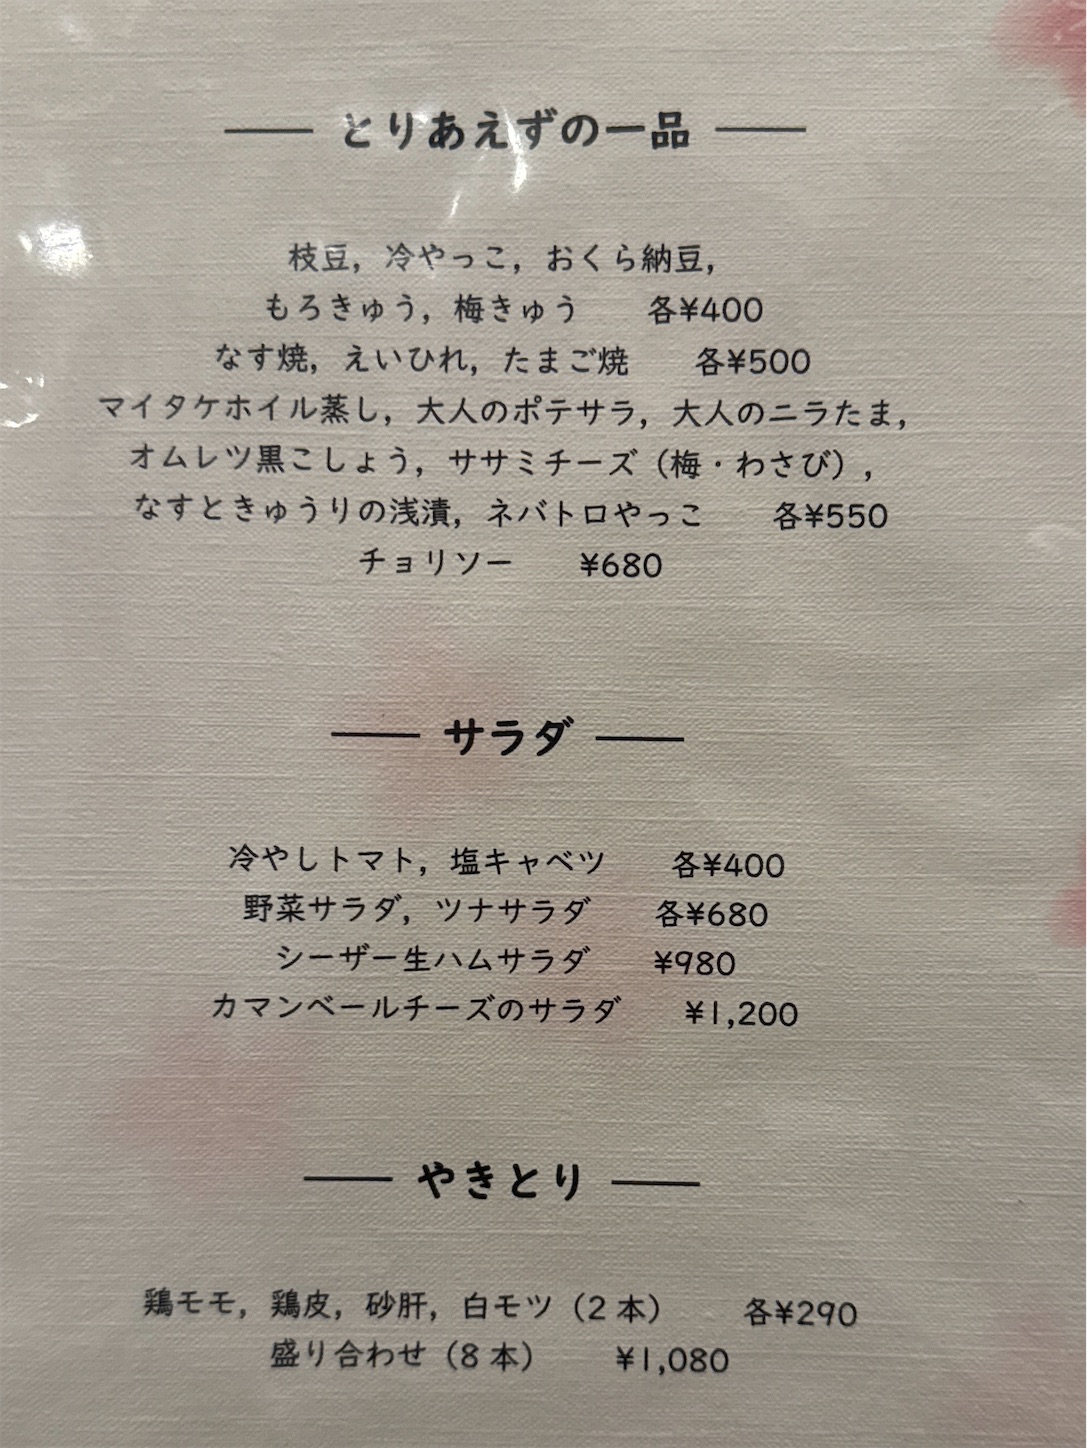 とりあえずの一品
枝豆, 冷やっこ, おくら納豆,
もろきゅう, 梅きゅう　　各¥400
なす焼, えいひれ, たまご焼　　各¥500
マイタケホイル蒸し, 大人のポテサラ, 大人のニラたま,
オムレツ黒こしょう, ササミチーズ（梅・わさび）,
なすときゅうりの浅漬, ネバトロやっこ　　各¥550
チョリソー　　¥680
サラダ
冷やしトマト, 塩キャベツ　　各¥400
野菜サラダ, ツナサラダ　　各¥680
シーザー生ハムサラダ　　¥980
カマンベールチーズのサラダ　　¥1,200
やきとり
鶏モモ, 鶏皮, 砂肝, 白モツ（2本）　　各¥290
盛り合わせ（8本）　　¥1,080